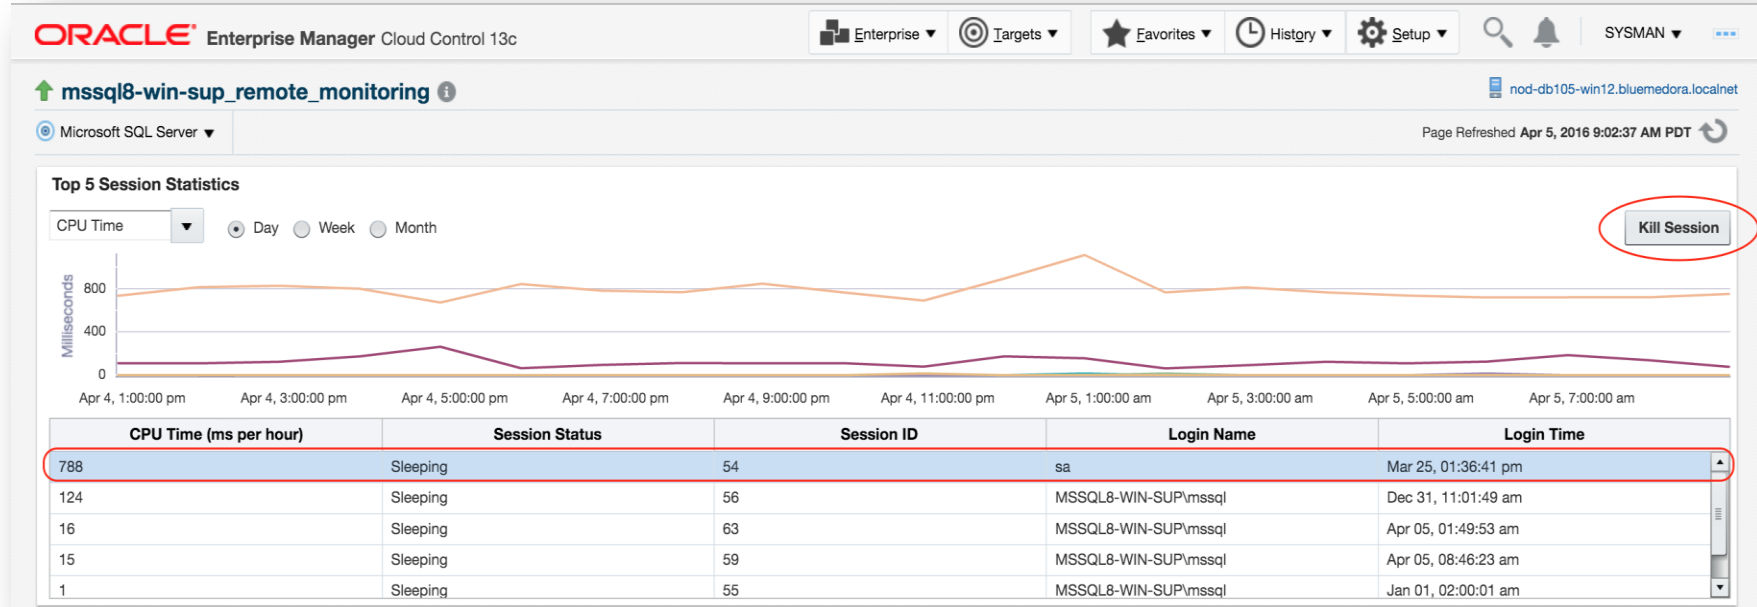 ORACLE Enterprise Manager Cloud Control 13c Enterprise Targets Favorites History Setup SYSMAN
mssql8-win-sup_remote_monitoring nod-db105-win12.bluemedora.localnet
Microsoft SQL Server Page Refreshed Apr 5, 2016 9:02:37 AM PDT
Top 5 Session Statistics
CPU Time Day Week Month Kill Session
Milliseconds
800
400
0
Apr 4, 1:00:00 pm Apr 4, 3:00:00 pm Apr 4, 5:00:00 pm Apr 4, 7:00:00 pm Apr 4, 9:00:00 pm Apr 4, 11:00:00 pm Apr 5, 1:00:00 am Apr 5, 3:00:00 am Apr 5, 5:00:00 am Apr 5, 7:00:00 am
CPU Time (ms per hour) Session Status Session ID Login Name Login Time
788 Sleeping 54 sa Mar 25, 01:36:41 pm
124 Sleeping 56 MSSQL8-WIN-SUP\mssql Dec 31, 11:01:49 am
16 Sleeping 63 MSSQL8-WIN-SUP\mssql Apr 05, 01:49:53 am
15 Sleeping 59 MSSQL8-WIN-SUP\mssql Apr 05, 08:46:23 am
1 Sleeping 55 MSSQL8-WIN-SUP\mssql Jan 01, 02:00:01 am